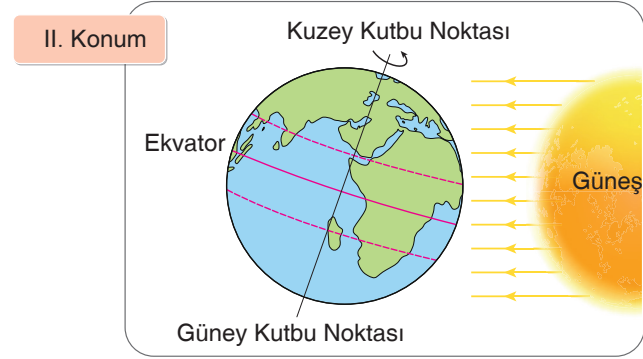 II. Konum
Kuzey Kutbu Noktası
Ekvator
Güneş
Güney Kutbu Noktası